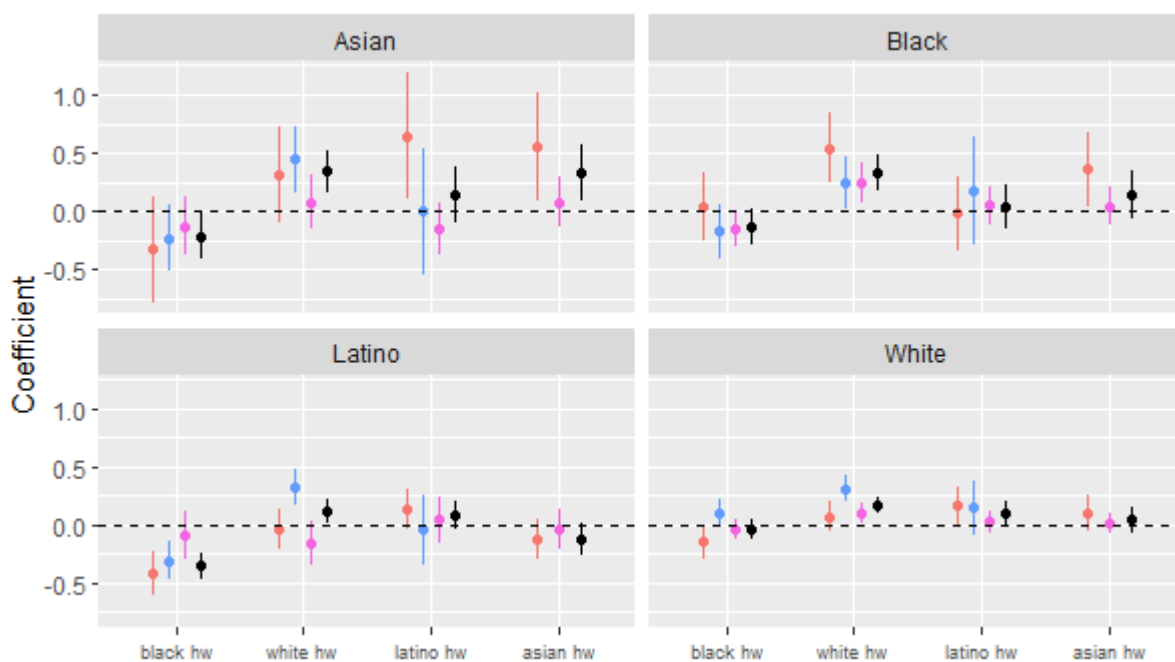 Asian
Black
1.0
0.5
0.0
-0.5
Latino
White
1.0
0.5
0.0
-0.5
Coefficient
black hw white hw latino hw asian hw
black hw white hw latino hw asian hw